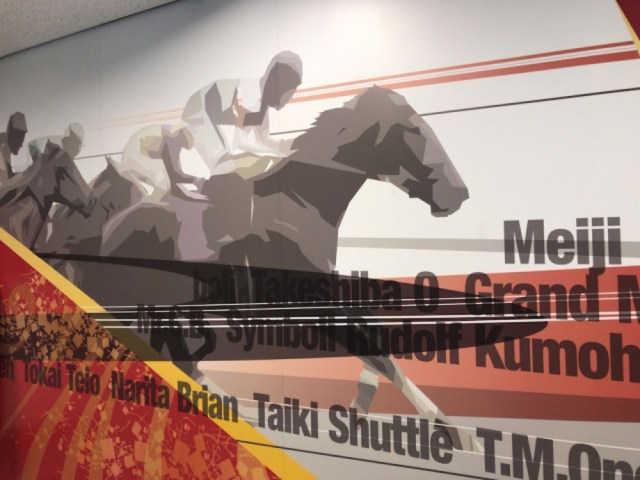 Meiji
Takeshiba O Grand M
Symboli Rudolf Kumoh
Tokai Teio Narita Brian Taiki Shuttle T.M.Ope